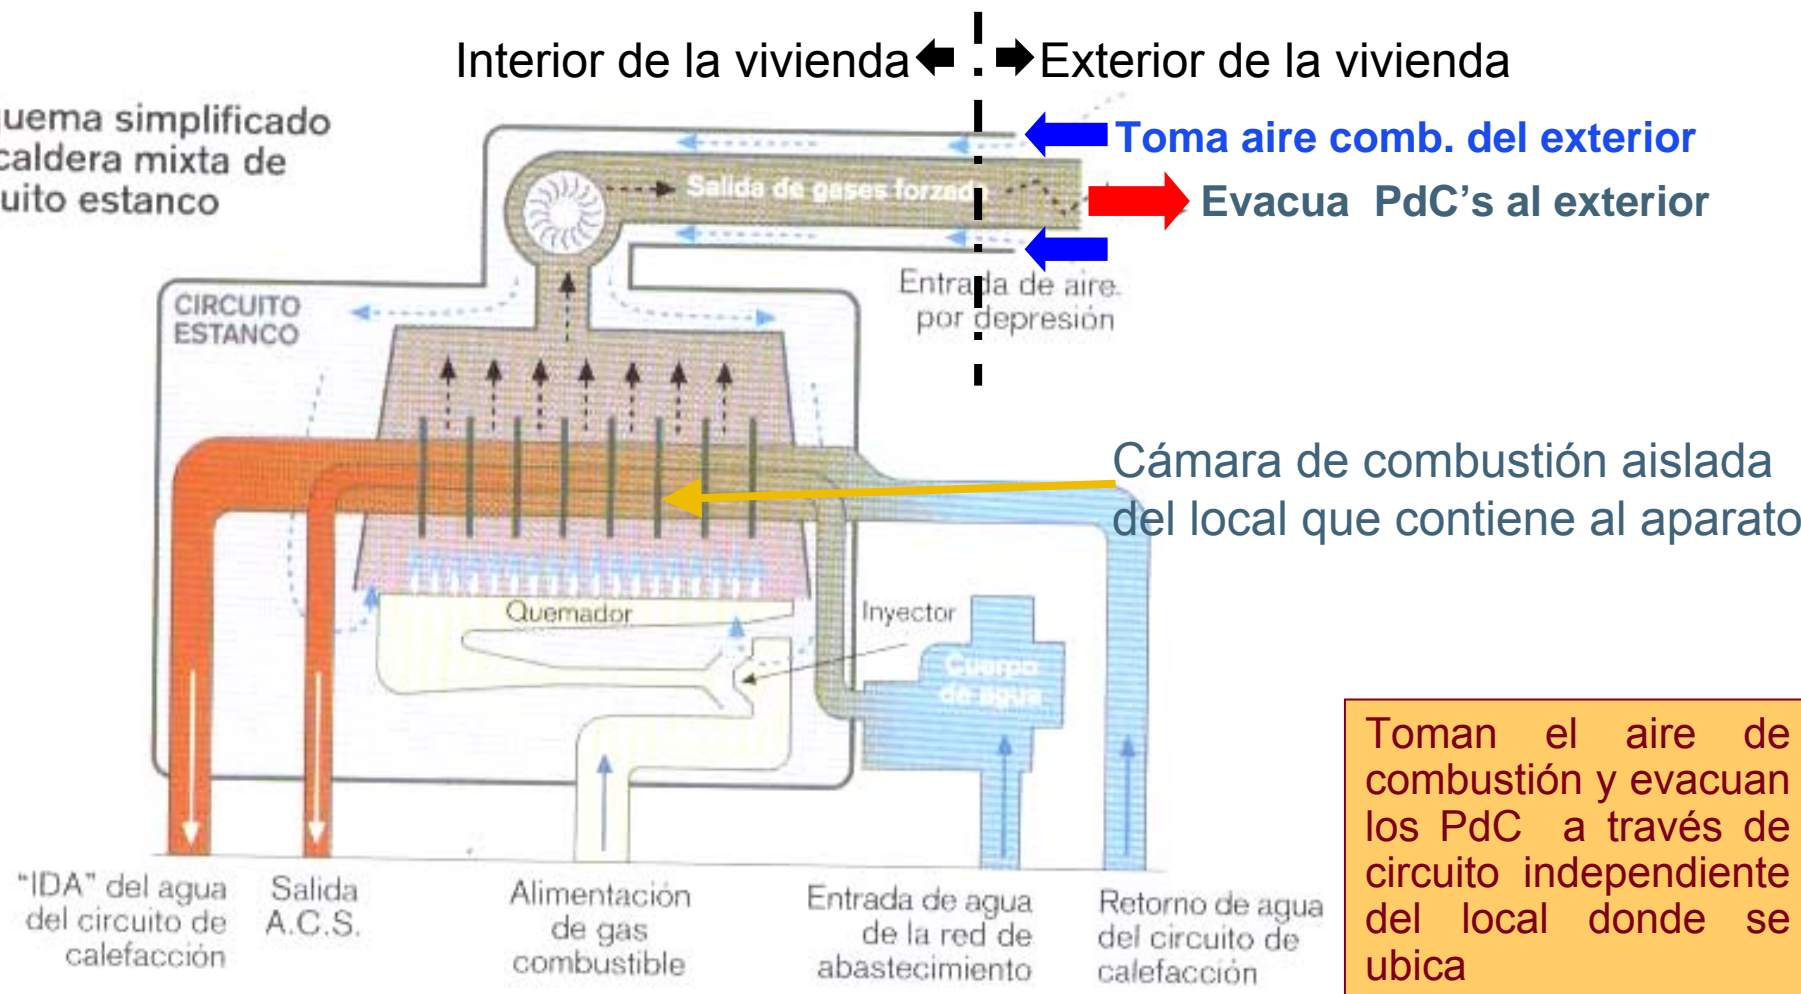 Interior de la vivienda
Exterior de la vivienda
uema simplificado
caldera mixta de
uito estanco
Toma aire comb. del exterior
Salida de gases forzada
Evacua PdC's al exterior
Entrada de aire
por depresión
CIRCUITO
ESTANCO
Cámara de combustión aislada
del local que contiene al aparato
Quemador
Inyector
Cuerpo
de agua
Toman el aire de
combustión y evacuan
los PdC a través de
circuito independiente
del local donde se
ubica
"IDA" del agua
del circuito de
calefacción
Salida
A.C.S.
Alimentación
de gas
combustible
Entrada de agua
de la red de
abastecimiento
Retorno de agua
del circuito de
calefacción